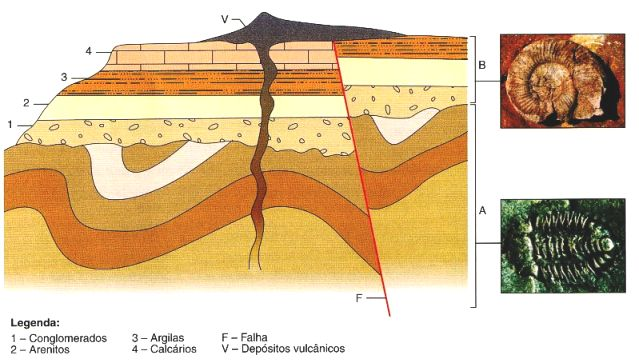 V
4
B
3
2
1
A
F
Legenda:
1 – Conglomerados 3 – Argilas F – Falha
2 – Arenitos 4 – Calcários V – Depósitos vulcânicos